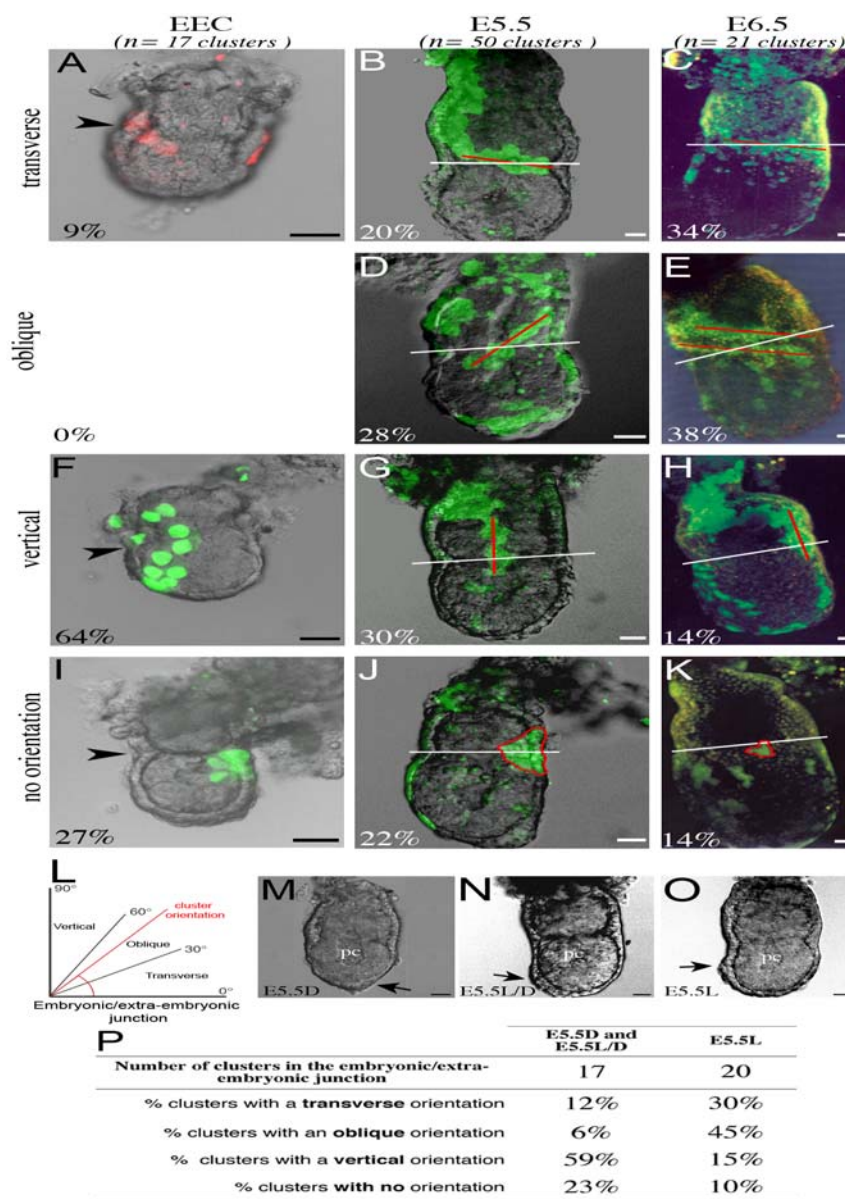 EEC E5.5 E6.5
(n= 17 clusters ) (n= 50 clusters ) (n= 21 clusters )
A B C
transverse
9% 20% 34%
D E
oblique
0% 28% 38%
F G H
vertical
64% 30% 14%
I J K
no orientation
27% 22% 14%
L
90°
Vertical
60°
cluster
orientation
Oblique
30°
Transverse
0°
Embryonic/extra-embryonic
junction
M N O
pc pc pc
E5.5D E5.5L/D E5.5L
P
E5.5D and
E5.5L/D E5.5L
Number of clusters in the embryonic/extra-
embryonic junction 17 20
% clusters with a transverse orientation 12% 30%
% clusters with an oblique orientation 6% 45%
% clusters with a vertical orientation 59% 15%
% clusters with no orientation 23% 10%